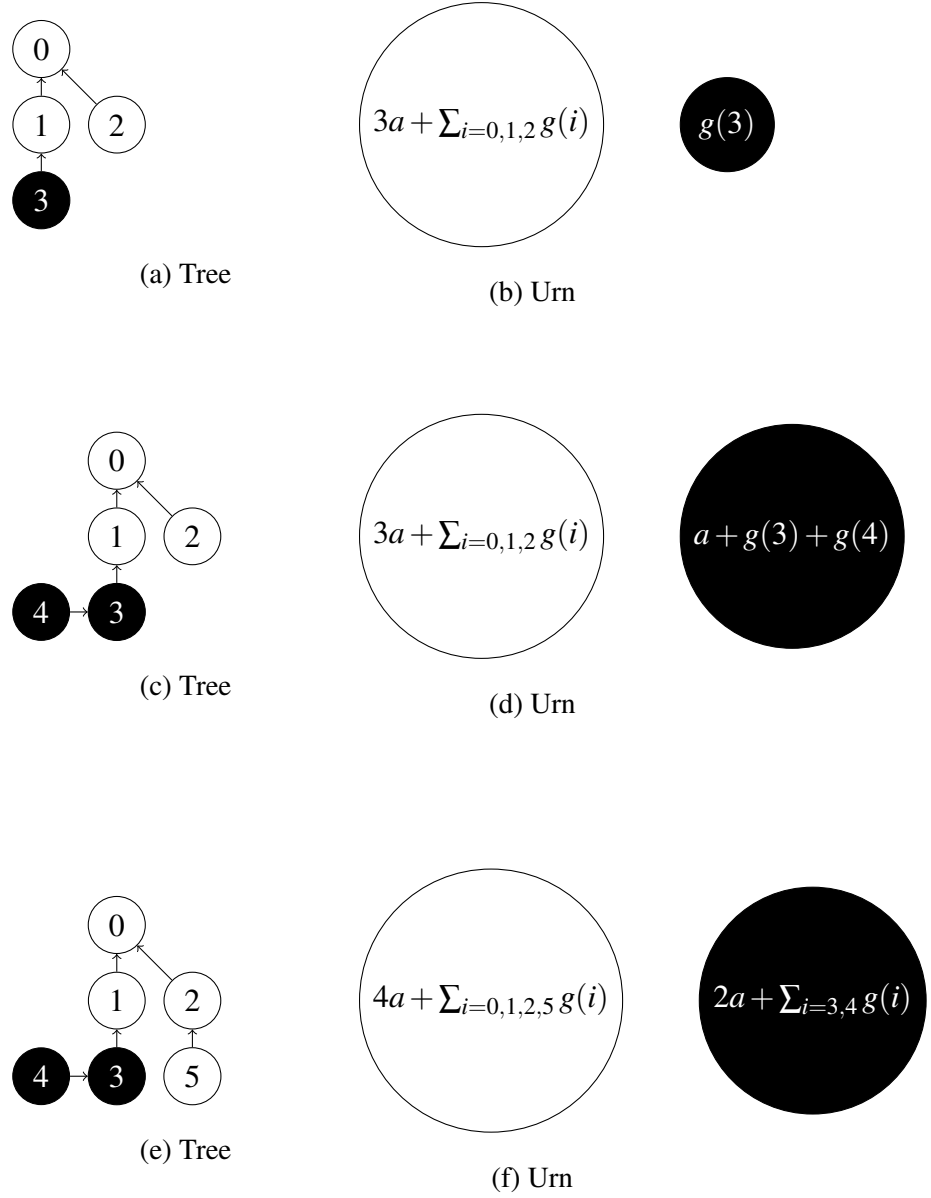 0
1
2
3
(a) Tree
3a + ∑_{i=0,1,2} g(i)
g(3)
(b) Urn
0
1
2
4
3
(c) Tree
3a + ∑_{i=0,1,2} g(i)
a + g(3) + g(4)
(d) Urn
0
1
2
4
3
5
(e) Tree
4a + ∑_{i=0,1,2,5} g(i)
2a + ∑_{i=3,4} g(i)
(f) Urn